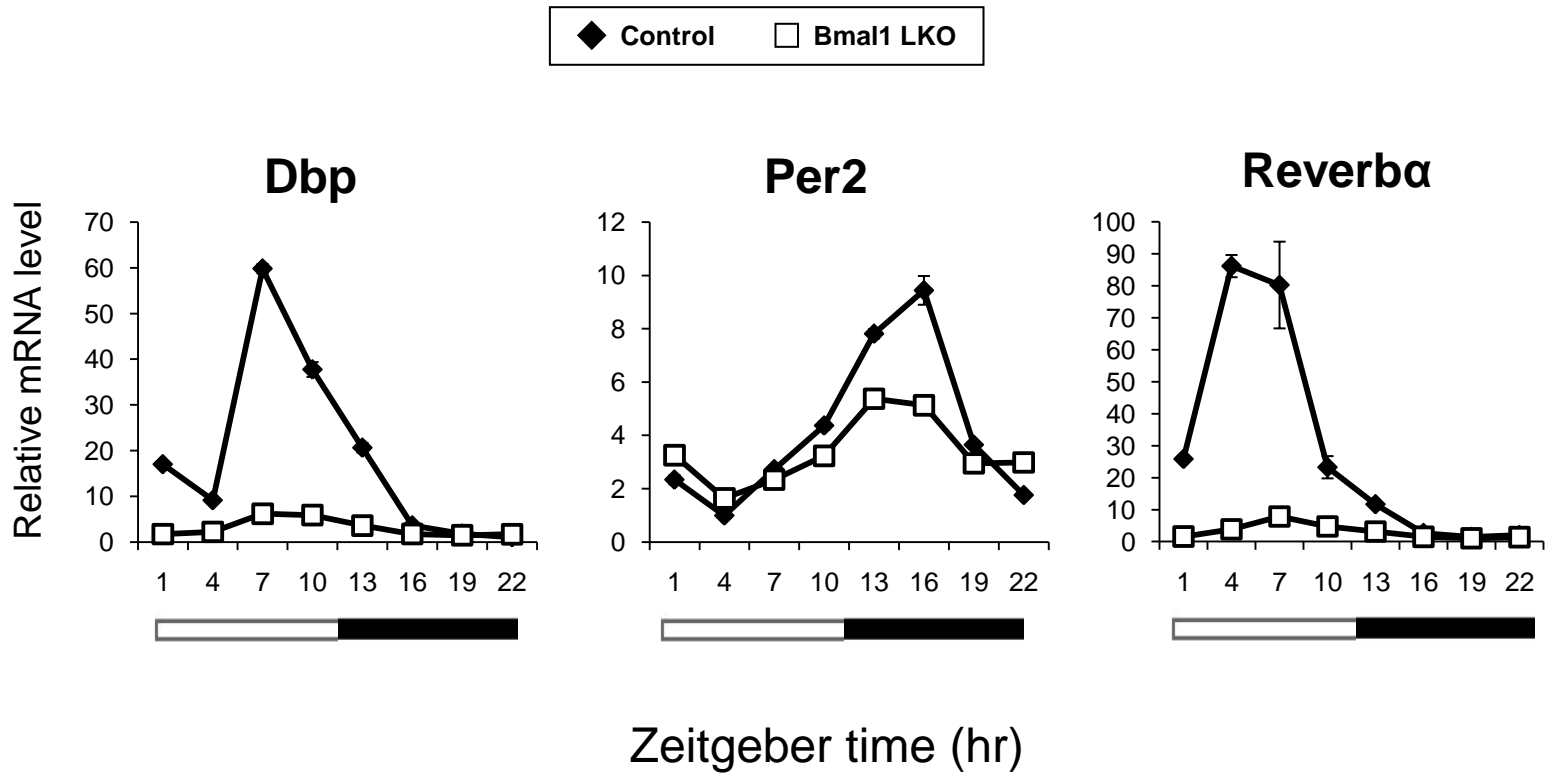 Control Bmal1 LKO
Dbp
Per2
Reverbα
Relative mRNA level
70
60
50
40
30
20
10
0
1 4 7 10 13 16 19 22
12
10
8
6
4
2
0
1 4 7 10 13 16 19 22
100
90
80
70
60
50
40
30
20
10
0
1 4 7 10 13 16 19 22
Zeitgeber time (hr)